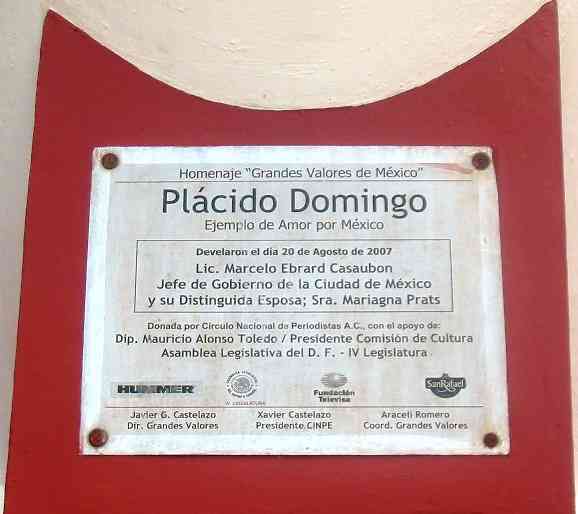 Homenaje "Grandes Valores de México"
Plácido Domingo
Ejemplo de Amor por México
Develaron el día 20 de Agosto de 2007
Lic. Marcelo Ebrard Casaubon
Jefe de Gobierno de la Ciudad de México
y su Distinguida Esposa; Sra. Mariagna Prats
Donada por Círculo Nacional de Periodistas A.C., con el apoyo de:
Dip. Mauricio Alonso Toledo / Presidente Comisión de Cultura
Asamblea Legislativa del D. F. - IV Legislatura
HUMMER
IV LEGISLATURA
Fundación
Televisa
SanRafael
Javier G. Castelazo
Dir. Grandes Valores
Xavier Castelazo
Presidente CINPE
Araceli Romero
Coord. Grandes Valores